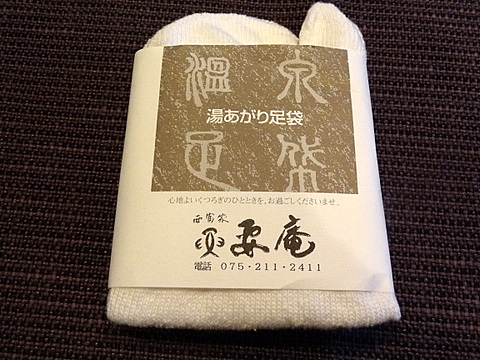 温泉
足袋
湯あがり足袋
心地よいくつろぎのひとときを、お過ごしくださいませ。
西富家
要庵
電話 075・211・2411